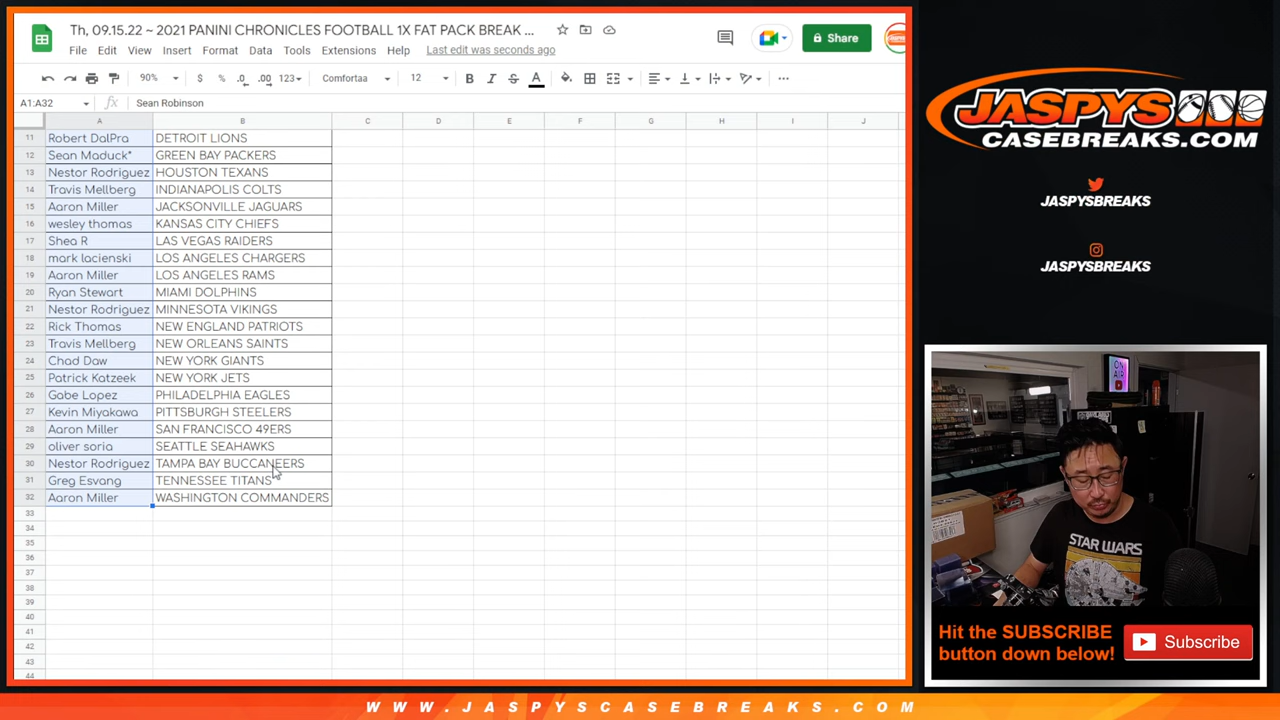 Th, 09.15.22 ~ 2021 PANINI CHRONICLES FOOTBALL 1X FAT PACK BREAK ...
File Edit View Insert Format Data Tools Extensions Help Last edit was seconds ago
Share
90% $ % .0 .00 123 Comfortaa 12 B I S A
A1:A32 fx Sean Robinson
A B C D E F G H I J
11 Robert DalPra DETROIT LIONS
12 Sean Maduck* GREEN BAY PACKERS
13 Nestor Rodriguez HOUSTON TEXANS
14 Travis Mellberg INDIANAPOLIS COLTS
15 Aaron Miller JACKSONVILLE JAGUARS
16 wesley thomas KANSAS CITY CHIEFS
17 Shea R LAS VEGAS RAIDERS
18 mark lacienski LOS ANGELES CHARGERS
19 Aaron Miller LOS ANGELES RAMS
20 Ryan Stewart MIAMI DOLPHINS
21 Nestor Rodriguez MINNESOTA VIKINGS
22 Rick Thomas NEW ENGLAND PATRIOTS
23 Travis Mellberg NEW ORLEANS SAINTS
24 Chad Daw NEW YORK GIANTS
25 Patrick Katzeek NEW YORK JETS
26 Gabe Lopez PHILADELPHIA EAGLES
27 Kevin Miyakawa PITTSBURGH STEELERS
28 Aaron Miller SAN FRANCISCO 49ERS
29 oliver soria SEATTLE SEAHAWKS
30 Nestor Rodriguez TAMPA BAY BUCCANEERS
31 Greg Esvang TENNESSEE TITANS
32 Aaron Miller WASHINGTON COMMANDERS
33
34
35
36
37
38
39
40
41
42
43
44
JASPYS
CASEBREAKS.COM
JASPYSBREAKS
JASPYSBREAKS
ON
AIR
STAR WARS
Hit the SUBSCRIBE
button down below!
Subscribe
WWW.JASPYSCASEBREAKS.COM